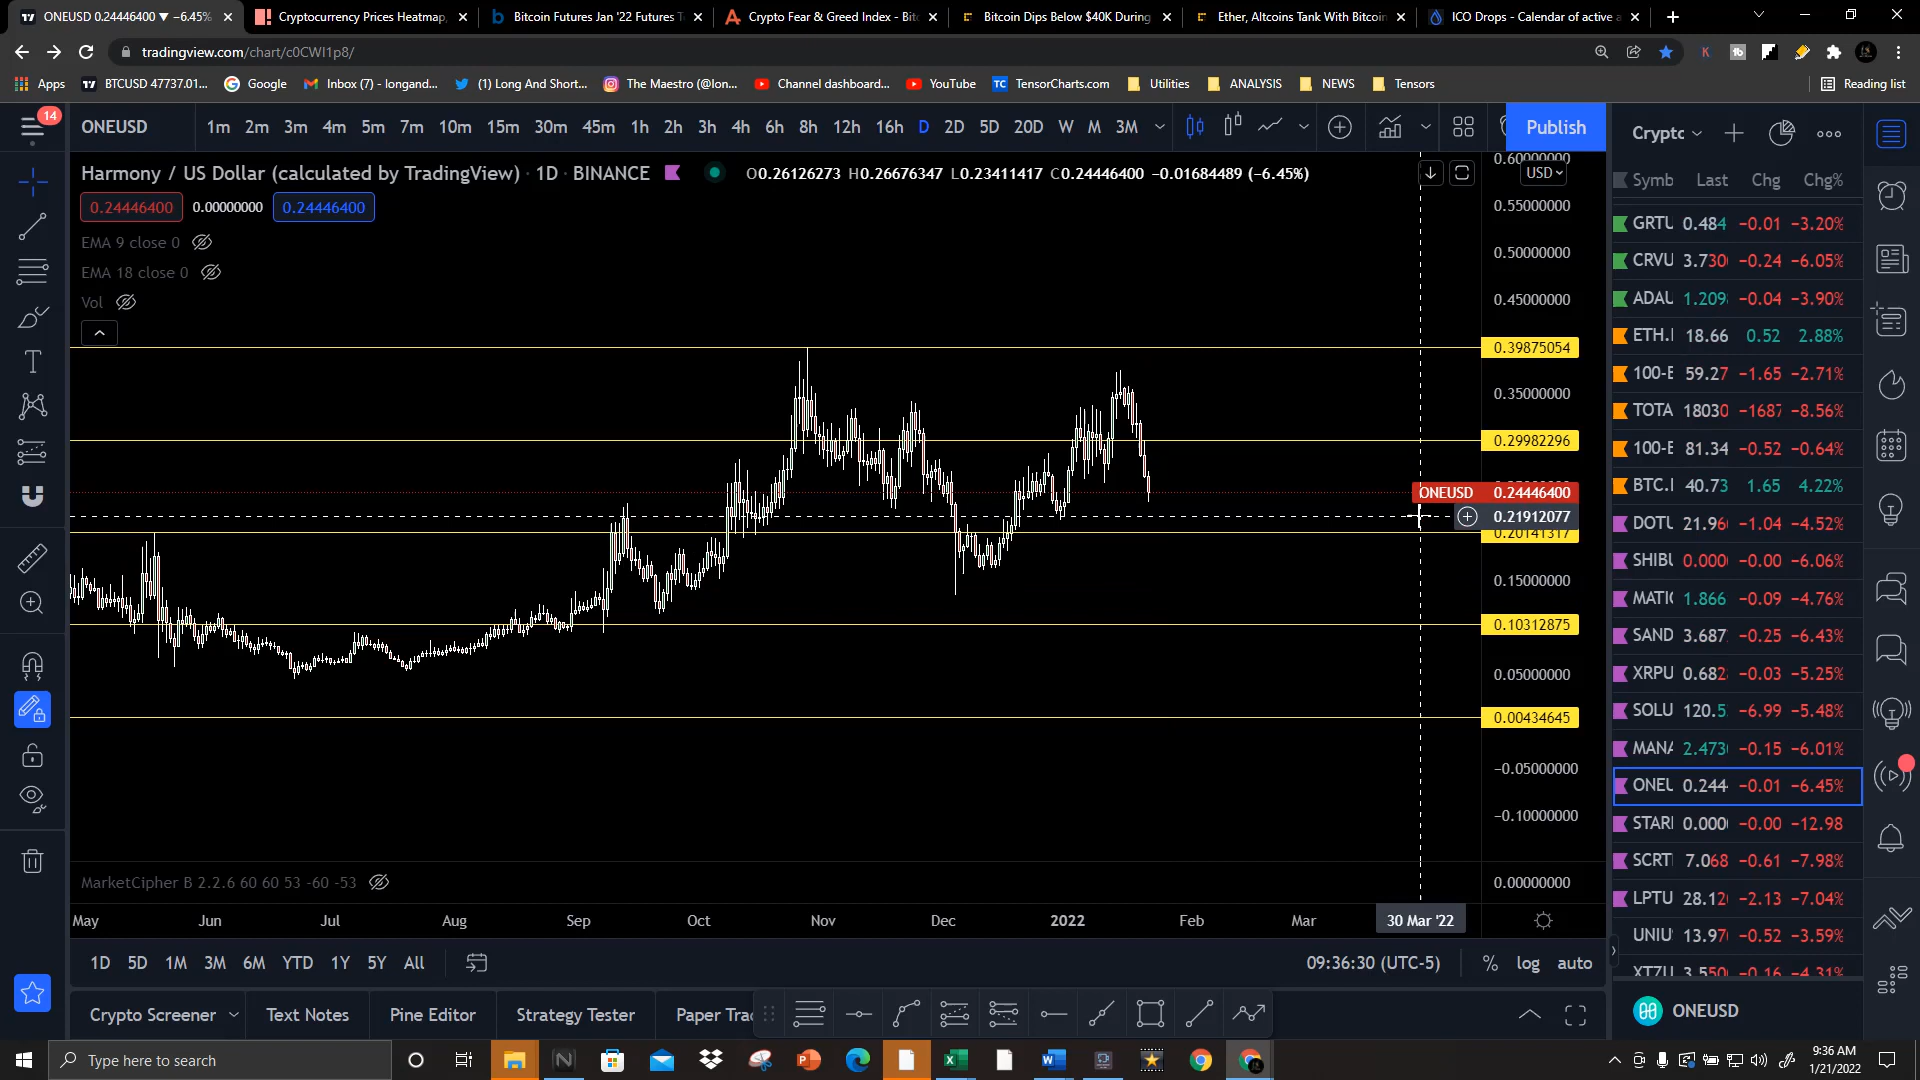 ONEUSD 0.24446400 ▼ −6.45%
Cryptocurrency Prices Heatmap,
Bitcoin Futures Jan '22 Futures T
Crypto Fear & Greed Index - Bit
Bitcoin Dips Below $40K During
Ether, Altcoins Tank With Bitcoin
ICO Drops - Calendar of active a
tradingview.com/chart/c0CWI1p8/
Apps
BTCUSD 47737.01...
Google
Inbox (7) - longand...
(1) Long And Short...
The Maestro (@lon...
Channel dashboard...
YouTube
TensorCharts.com
Utilities
ANALYSIS
NEWS
Tensors
Reading list
14
ONEUSD
1m 2m 3m 4m 5m 7m 10m 15m 30m 45m 1h 2h 3h 4h 6h 8h 12h 16h D 2D 5D 20D W M 3M
Publish
Harmony / US Dollar (calculated by TradingView) · 1D · BINANCE
O0.26126273 H0.26676347 L0.23411417 C0.24446400 −0.01684489 (−6.45%)
0.24446400 0.00000000 0.24446400
EMA 9 close 0
EMA 18 close 0
Vol
0.60000000
USD
0.55000000
0.50000000
0.45000000
0.39875054
0.35000000
0.29982296
ONEUSD 0.24446400
0.21912077
0.20141317
0.15000000
0.10312875
0.05000000
0.00434645
−0.05000000
−0.10000000
MarketCipher B 2.2.6 60 60 53 -60 -53
0.00000000
May Jun Jul Aug Sep Oct Nov Dec 2022 Feb Mar 30 Mar '22
1D 5D 1M 3M 6M YTD 1Y 5Y All
09:36:30 (UTC-5) % log auto
Crypto Screener
Text Notes
Pine Editor
Strategy Tester
Paper Trac
Crypto
Symb Last Chg Chg%
GRTU 0.484 −0.01 −3.20%
CRVU 3.730 −0.24 −6.05%
ADAU 1.209 −0.04 −3.90%
ETH.I 18.66 0.52 2.88%
100-E 59.27 −1.65 −2.71%
TOTA 18030 −1687 −8.56%
100-E 81.34 −0.52 −0.64%
BTC.I 40.73 1.65 4.22%
DOTU 21.96 −1.04 −4.52%
SHIBU 0.000 −0.00 −6.06%
MATIC 1.866 −0.09 −4.76%
SAND 3.687 −0.25 −6.43%
XRPU 0.682 −0.03 −5.25%
SOLU 120.5 −6.99 −5.48%
MANA 2.473 −0.15 −6.01%
ONEU 0.244 −0.01 −6.45%
STARI 0.000 −0.00 −12.98
SCRT 7.068 −0.61 −7.98%
LPTU 28.12 −2.13 −7.04%
UNIU 13.97 −0.52 −3.59%
XTZU 3.550 −0.16 −4.31%
ONEUSD
Type here to search
9:36 AM
1/21/2022